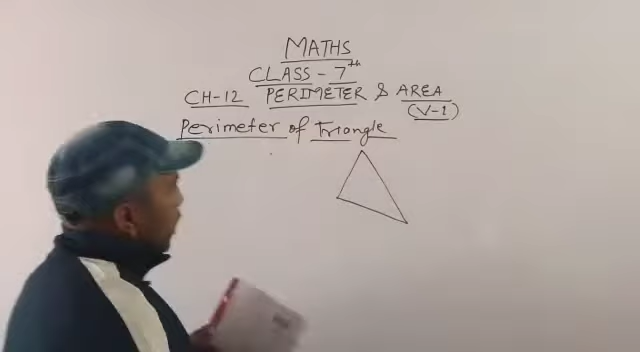 MATHS
CLASS - 7th
CH-12 PERIMETER & AREA
(V-1)
Perimeter of Triangle